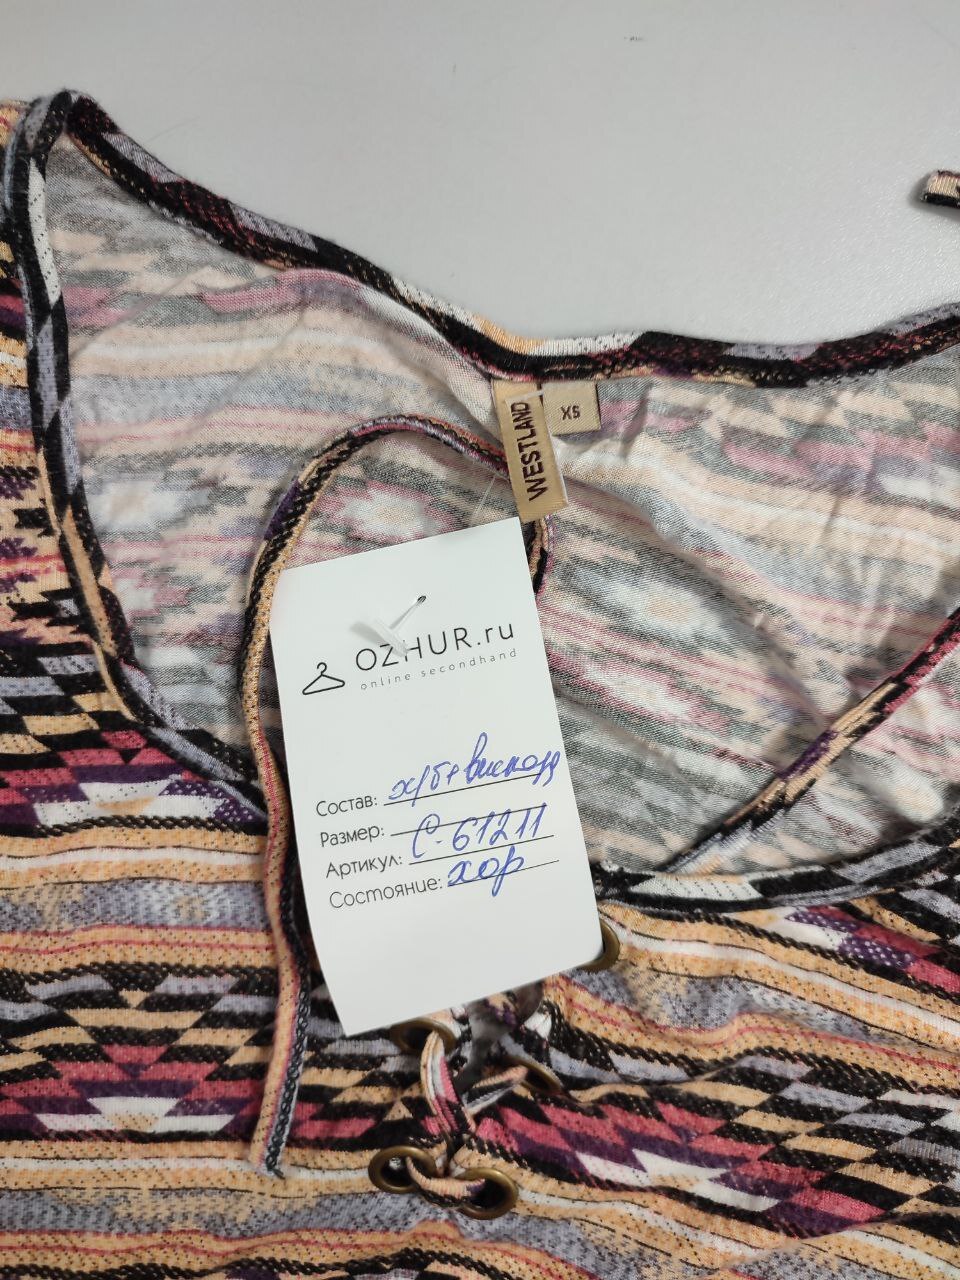 XS
WESTLAND
OZHUR.ru
online secondhand
Состав: х/б+вискоза
Размер:
Артикул: С-61211
Состояние: хор